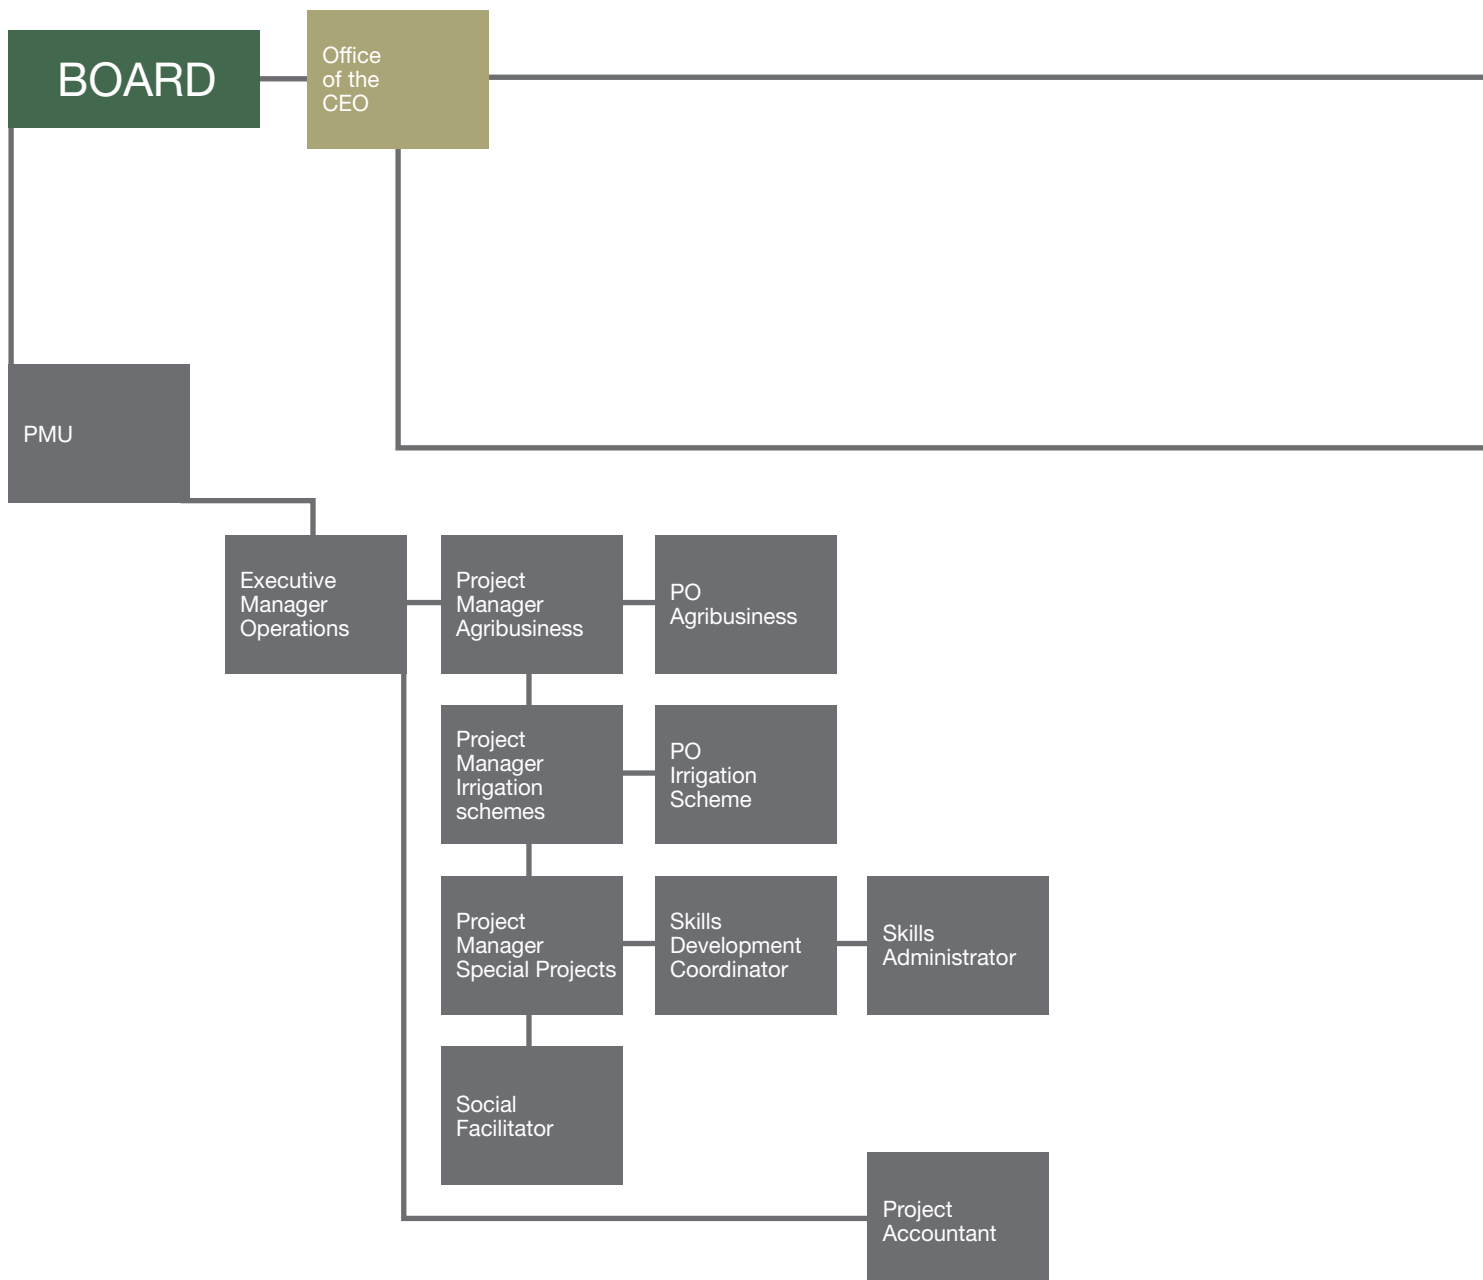 BOARD
Office
of the
CEO
PMU
Executive
Manager
Operations
Project
Manager
Agribusiness
PO
Agribusiness
Project
Manager
Irrigation
schemes
PO
Irrigation
Scheme
Project
Manager
Special Projects
Skills
Development
Coordinator
Skills
Administrator
Social
Facilitator
Project
Accountant